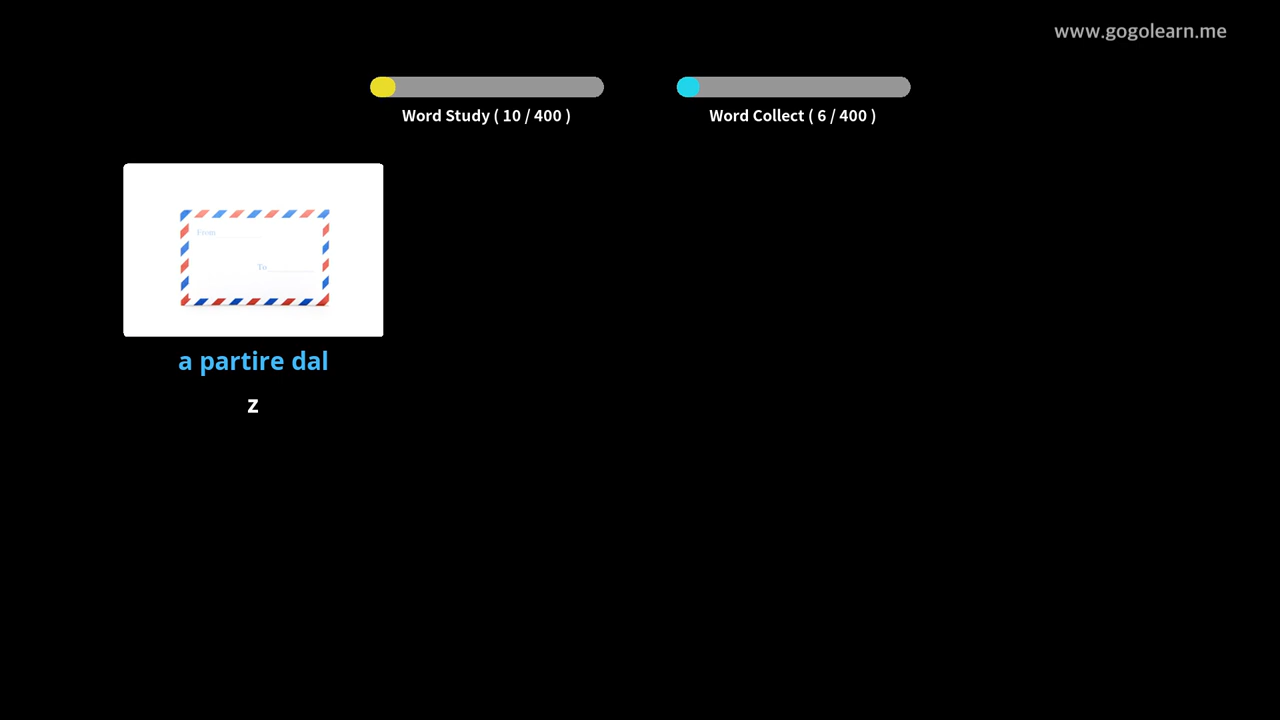 www.gogolearn.me
Word Study ( 10 / 400 )
Word Collect ( 6 / 400 )
From
To
a partire dal
z